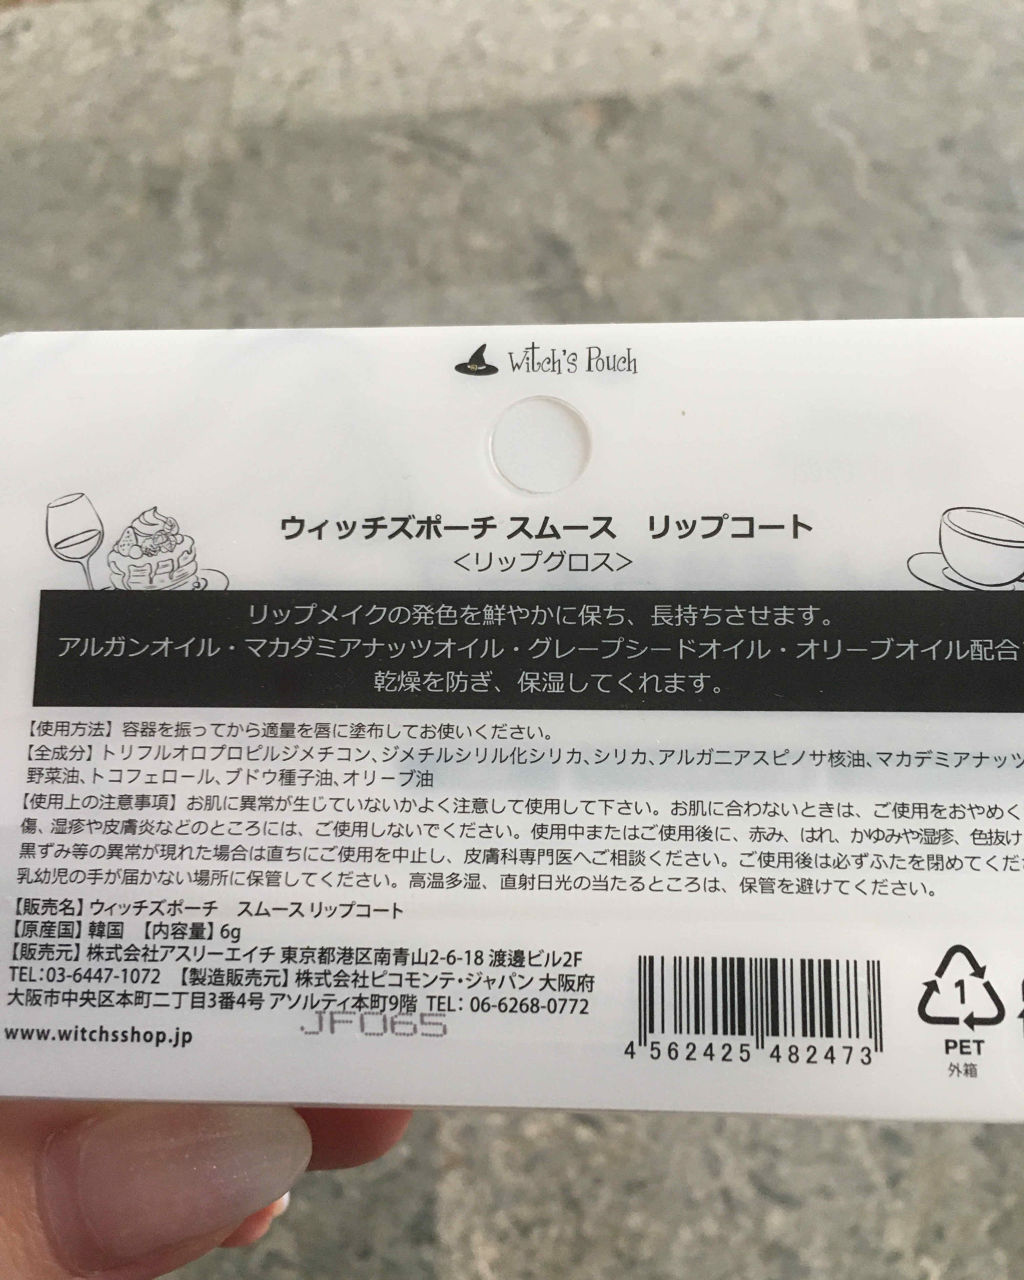 Witch's Pouch
ウィッチズポーチ スムース　リップコート
＜リップグロス＞
リップメイクの発色を鮮やかに保ち、長持ちさせます。
アルガンオイル・マカダミアナッツオイル・グレープシードオイル・オリーブオイル配合
乾燥を防ぎ、保湿してくれます。
【使用方法】容器を振ってから適量を唇に塗布してお使いください。
【全成分】トリフルオロプロピルジメチコン、ジメチルシリル化シリカ、シリカ、アルガニアスピノサ核油、マカデミアナッツ
野菜油、トコフェロール、ブドウ種子油、オリーブ油
【使用上の注意事項】お肌に異常が生じていないかよく注意して使用して下さい。お肌に合わないときは、ご使用をおやめく
傷、湿疹や皮膚炎などのところには、ご使用しないでください。使用中またはご使用後に、赤み、はれ、かゆみや湿疹、色抜け
黒ずみ等の異常が現れた場合は直ちにご使用を中止し、皮膚科専門医へご相談ください。ご使用後は必ずふたを閉めてくだ
乳幼児の手が届かない場所に保管してください。高温多湿、直射日光の当たるところは、保管を避けてください。
【販売名】ウィッチズポーチ　スムース リップコート
【原産国】韓国　【内容量】6g
【販売元】株式会社アスリーエイチ 東京都港区南青山2-6-18 渡邊ビル2F
TEL:03-6447-1072　【製造販売元】株式会社ピコモンテ・ジャパン 大阪府
大阪市中央区本町二丁目3番4号 アソルティ本町9階 TEL: 06-6268-0772
JF065
www.witchsshop.jp
4 562425 482473
1
PET
外箱